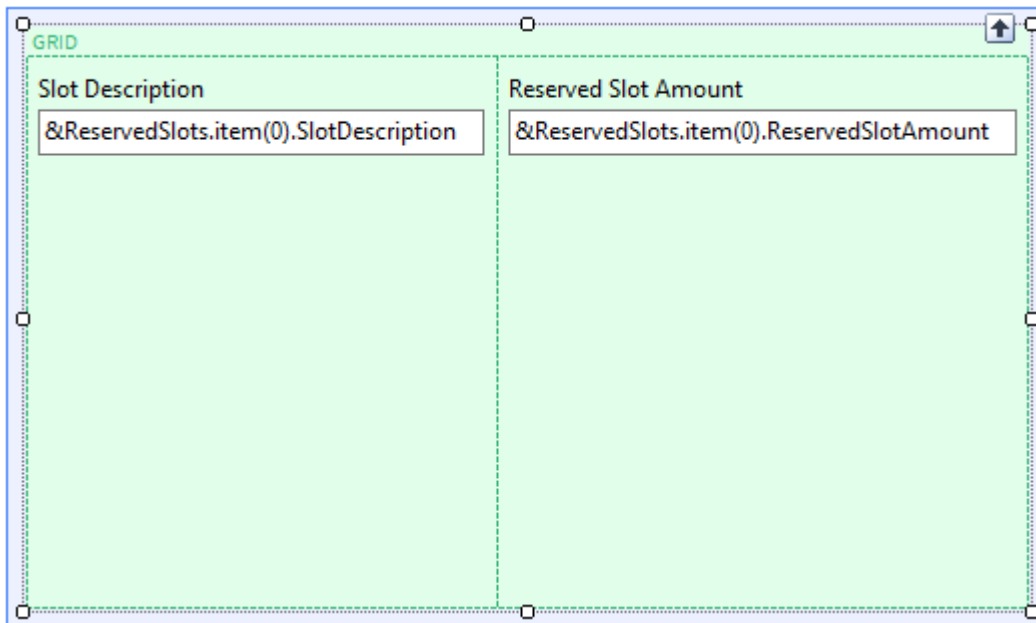 GRID
Slot Description
Reserved Slot Amount
&ReservedSlots.item(0).SlotDescription
&ReservedSlots.item(0).ReservedSlotAmount